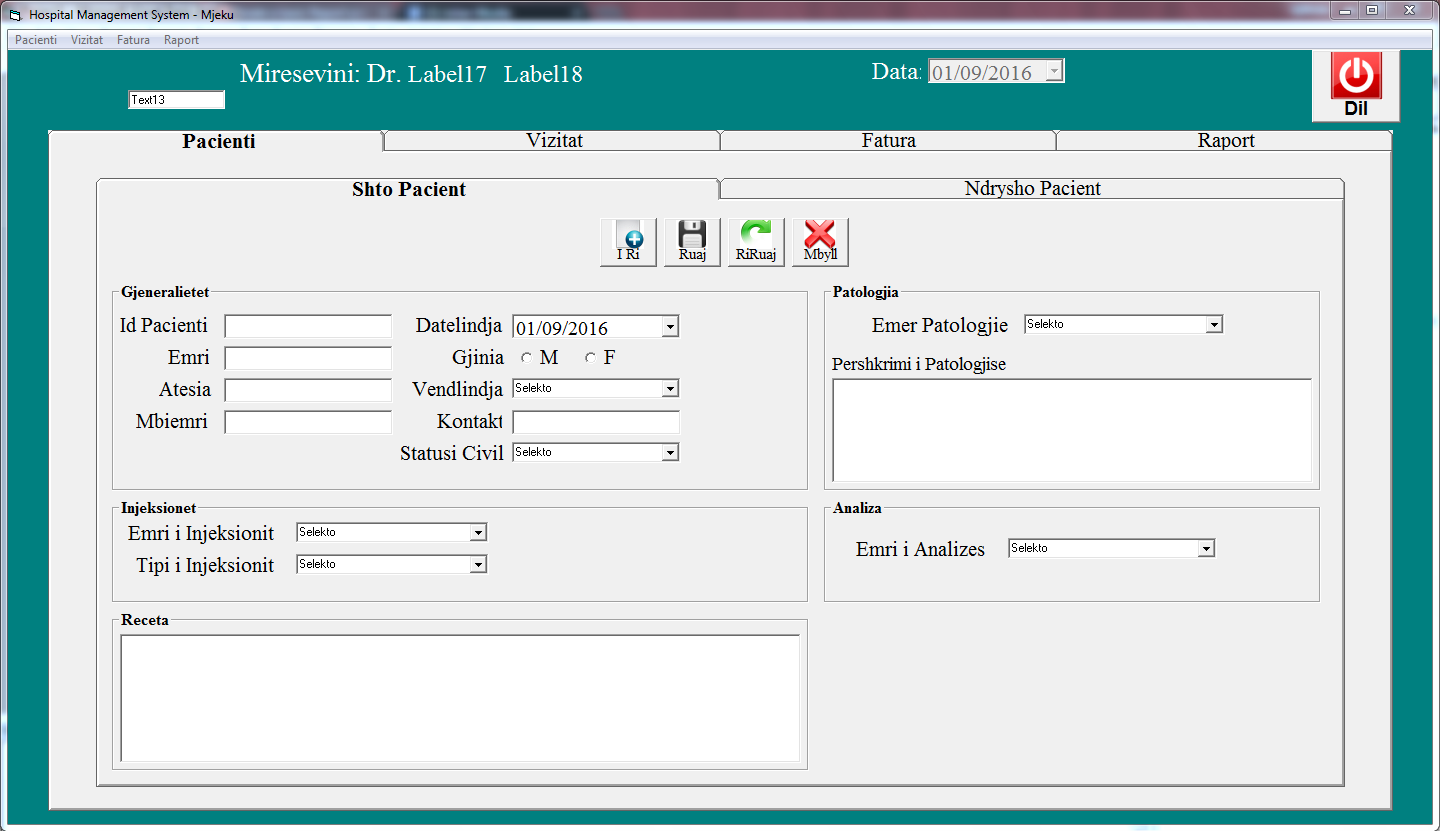 Hospital Management System - Mjeku
Pacienti Vizitat Fatura Raport
Miresevini: Dr. Label17 Label18
Data: 01/09/2016
Text13
Dil
Pacienti Vizitat Fatura Raport
Shto Pacient Ndrysho Pacient
I Ri Ruaj RiRuaj Mbyll
Gjeneralietet
Id Pacienti
Emri
Atesia
Mbiemri
Datelindja 01/09/2016
Gjinia M F
Vendlindja Selekto
Kontakt
Statusi Civil Selekto
Patologjia
Emer Patologjie Selekto
Pershkrimi i Patologjise
Injeksionet
Emri i Injeksionit Selekto
Tipi i Injeksionit Selekto
Analiza
Emri i Analizes Selekto
Receta